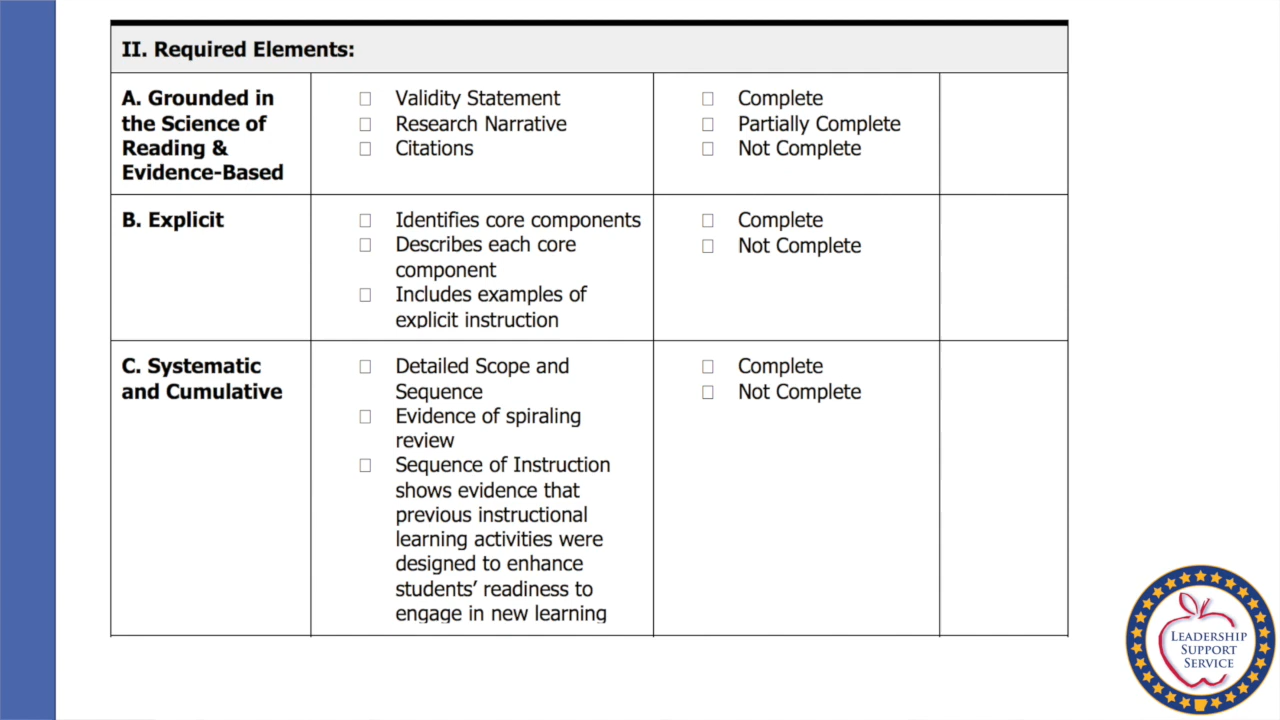 II. Required Elements:
A. Grounded in
the Science of
Reading &
Evidence-Based
Validity Statement
Research Narrative
Citations
Complete
Partially Complete
Not Complete
B. Explicit
Identifies core components
Describes each core
component
Includes examples of
explicit instruction
Complete
Not Complete
C. Systematic
and Cumulative
Detailed Scope and
Sequence
Evidence of spiraling
review
Sequence of Instruction
shows evidence that
previous instructional
learning activities were
designed to enhance
students’ readiness to
engage in new learning
Complete
Not Complete
LEADERSHIP
SUPPORT
SERVICE